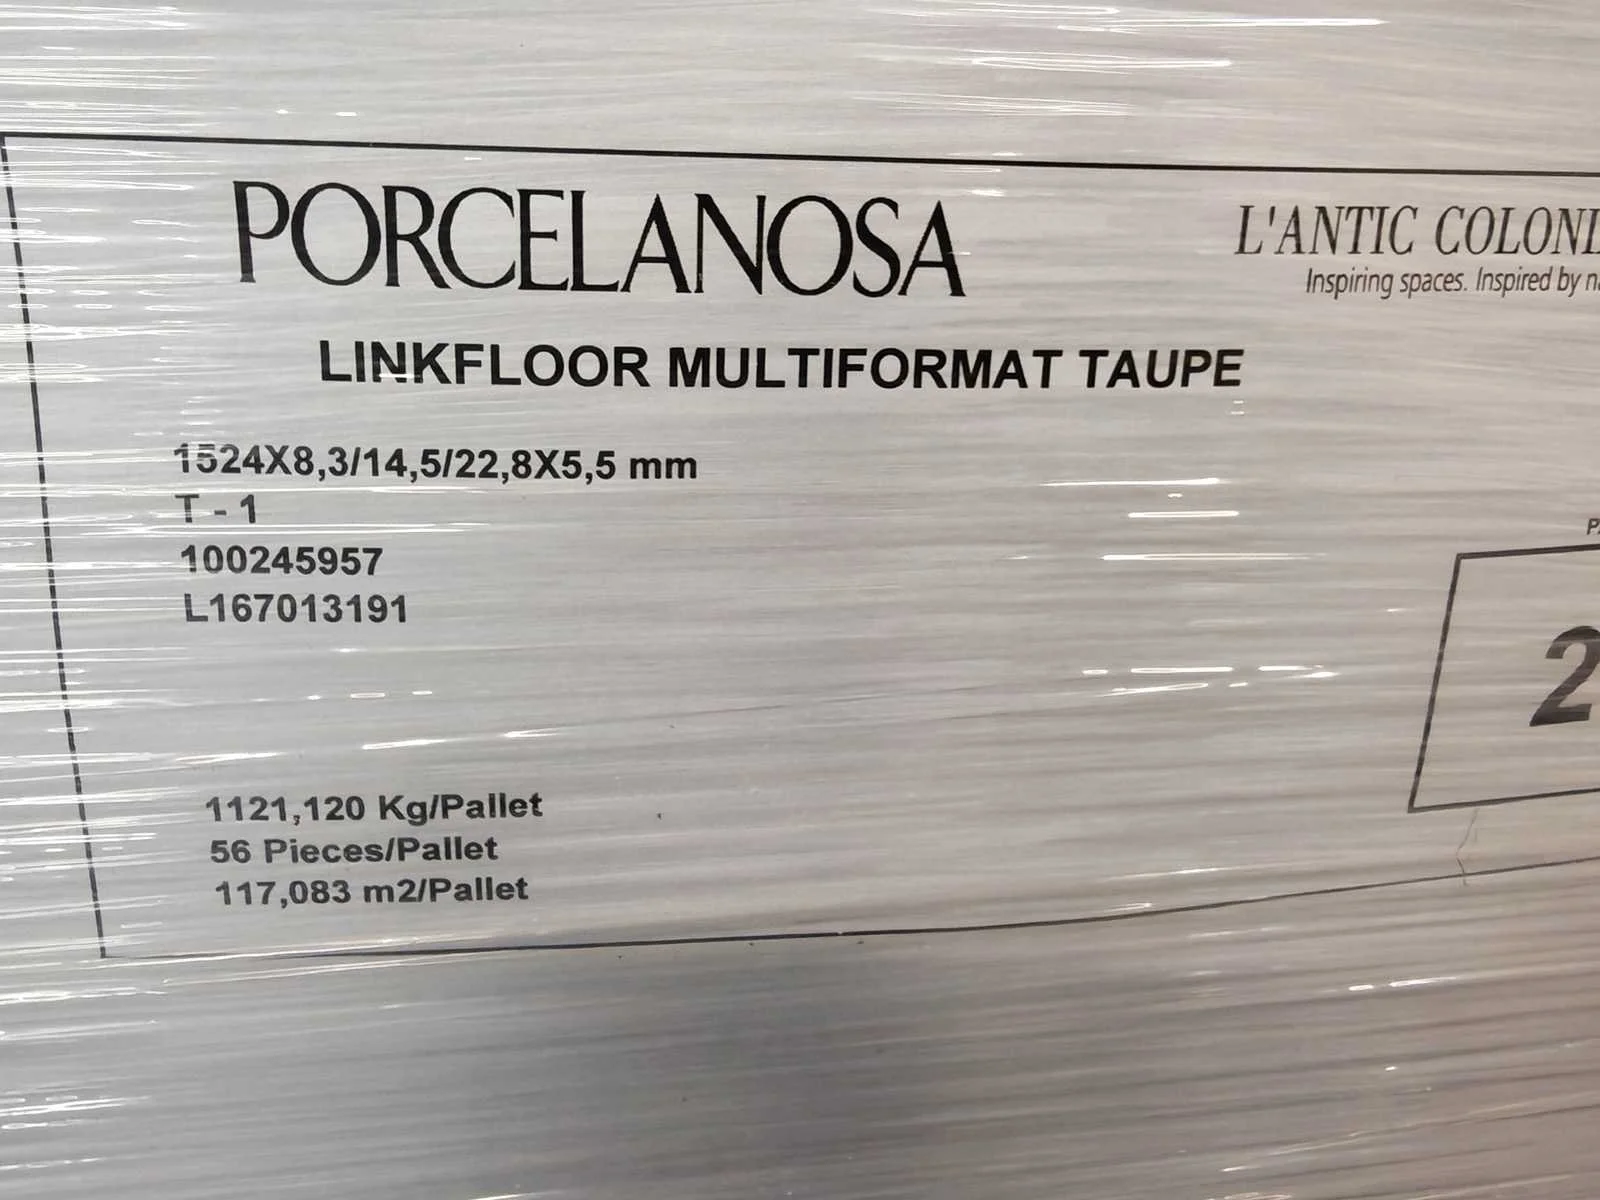 PORCELANOSA
L'ANTIC COLONI
Inspiring spaces. Inspired by
LINKFLOOR MULTIFORMAT TAUPE
1524X8,3/14,5/22,8X5,5 mm
T - 1
100245957
L167013191
2
1121,120 Kg/Pallet
56 Pieces/Pallet
117,083 m2/Pallet